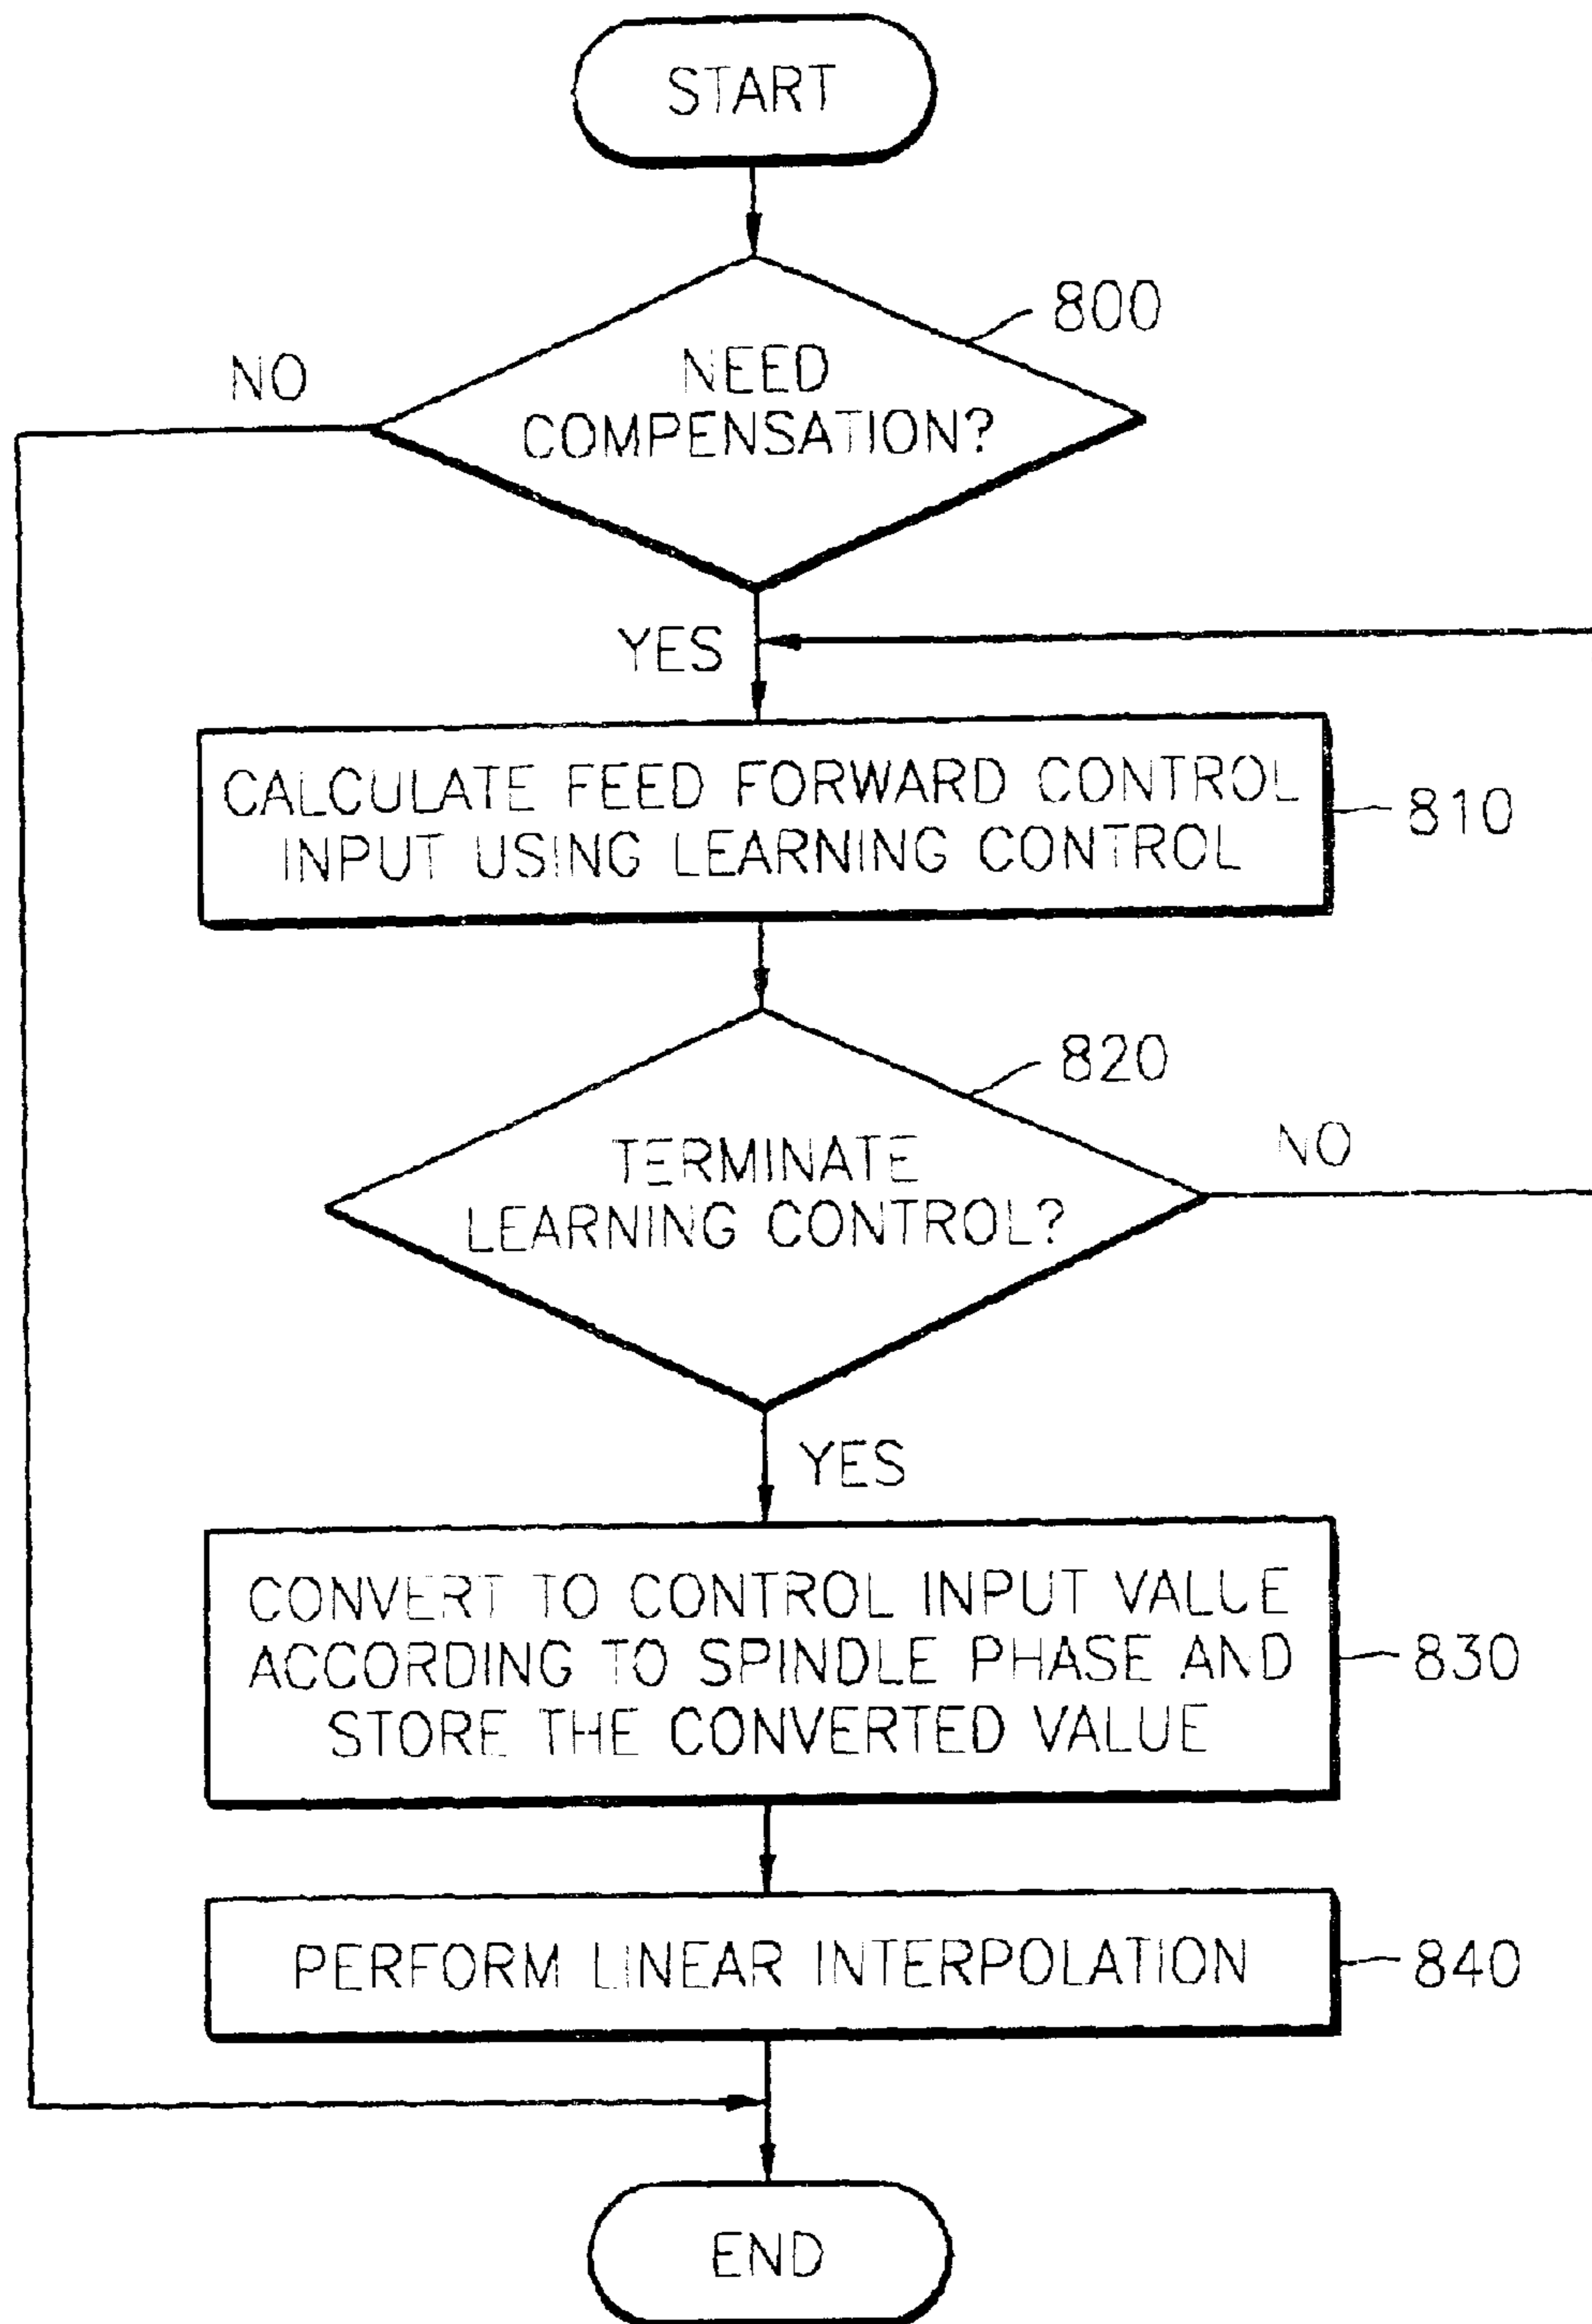 START
800
NO
NEED
COMPENSATION?
YES
CALCULATE FEED FORWARD CONTROL
INPUT USING LEARNING CONTROL
810
820
NO
TERMINATE
LEARNING CONTROL?
YES
CONVERT TO CONTROL INPUT VALUE
ACCORDING TO SPINDLE PHASE AND
STORE THE CONVERTED VALUE
830
PERFORM LINEAR INTERPOLATION
840
END